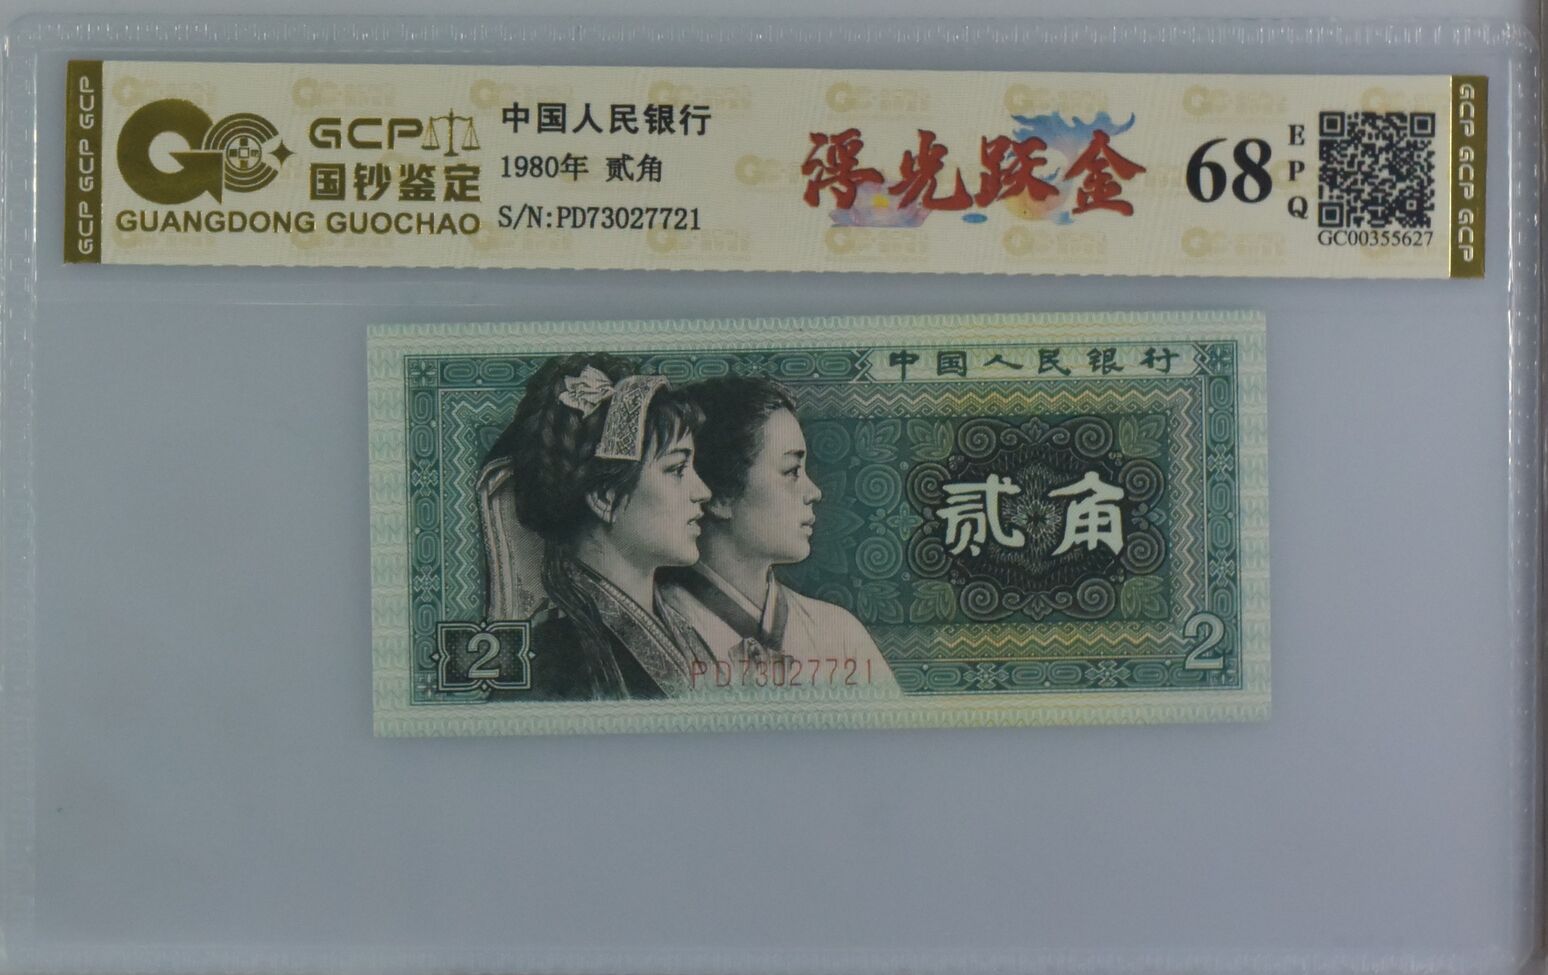 GCP GCP GCP
GCP
国钞鉴定
GUANGDONG GUOCHAO
中国人民银行
1980年 贰角
S/N:PD73027721
浮光跃金
68
EPQ
GC00355627
GCP GCP GCP
中国人民银行
贰角
2
2
PD73027721